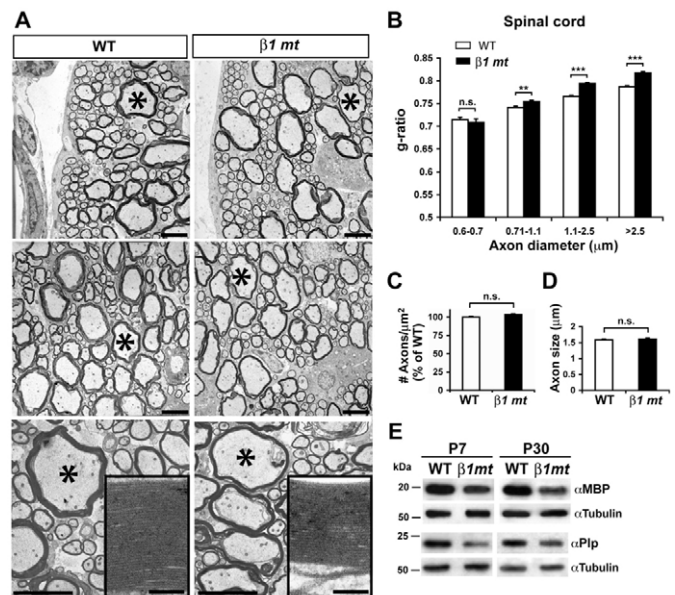 A
WT
β1 mt
*
*
*
*
*
*
B
Spinal cord
WT
β1 mt
g-ratio
0.85
0.8
0.75
0.7
0.65
0.6
0.55
0.5
n.s.
**
***
***
0.6-0.7
0.71-1.1
1.1-2.5
>2.5
Axon diameter (μm)
C
# Axons/μm²
(% of WT)
100
75
50
25
0
n.s.
WT
β1 mt
D
Axon size (μm)
2
1.5
1
0.5
0
n.s.
WT
β1 mt
E
P7
P30
kDa
WT
β1mt
WT
β1mt
20
αMBP
50
αTubulin
25
αPlp
50
αTubulin